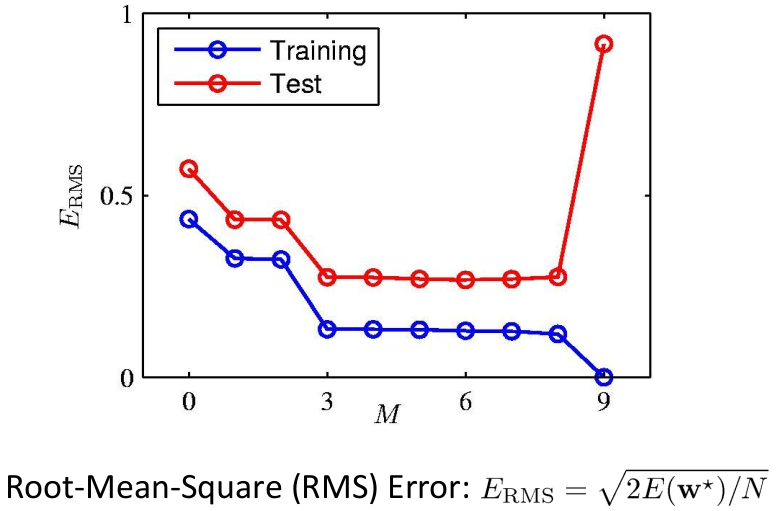 1
Training
Test
0.5
E_RMS
0
0 3 6 9
M
Root-Mean-Square (RMS) Error: E_RMS = √2E(w⋆)/N